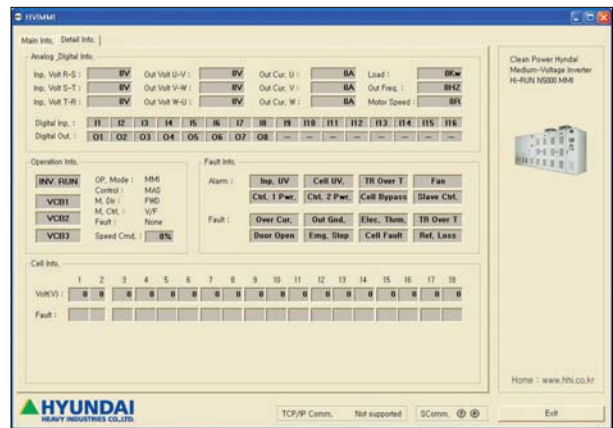 HVIMMI
Main Info, Detail Info,
Analog _Digital Info,
Inp, Volt R-S : 0V Out Volt U-V : 0V Out Cur, U : 0A Load : 0Kw
Inp, Volt S-T : 0V Out Volt V-W : 0V Out Cur, V : 0A Out Freq, : 0HZ
Inp, Volt T-R : 0V Out Volt W-U : 0V Out Cur, W : 0A Motor Speed : 0R
Digital Inp, : I1 I2 I3 I4 I5 I6 I7 I8 I9 I10 I11 I12 I13 I14 I15 I16
Digital Out, : O1 O2 O3 O4 O5 O6 O7 O8 -- -- -- -- -- -- -- --
Clean Power Hyndal
Medium-Voltage Inverter
Hi-RUN N5000 MMI
Operation Info,
INV. RUN
VCB1
VCB2
VCB3
OP, Mode : MMI
Control : MAS
M, Dir : FWD
M, Ctrl, : V/F
Fault : None
Speed Cmd, : 0%
Fault Info,
Alarm : Inp, UV Cell UV, TR Over T Fan
Ctrl, 1 Pwr, Ctrl, 2 Pwr, Cell Bypass Slave Ctrl,
Fault : Over Cur, Out Gnd, Elec, Thm, TR Over T
Door Open Emg, Stop Cell Fault Ref, Loss
Cell Info,
1 2 3 4 5 6 7 8 9 10 11 12 13 14 15 16 17 18
Volt(V) : 0 0 0 0 0 0 0 0 0 0 0 0 0 0 0 0 0 0
Fault :
Home : www,hhi,co,kr
HYUNDAI
HEAVY INDUSTRIES CO.,LTD.
TCP/IP Comm, Not supported SComm,
Exit